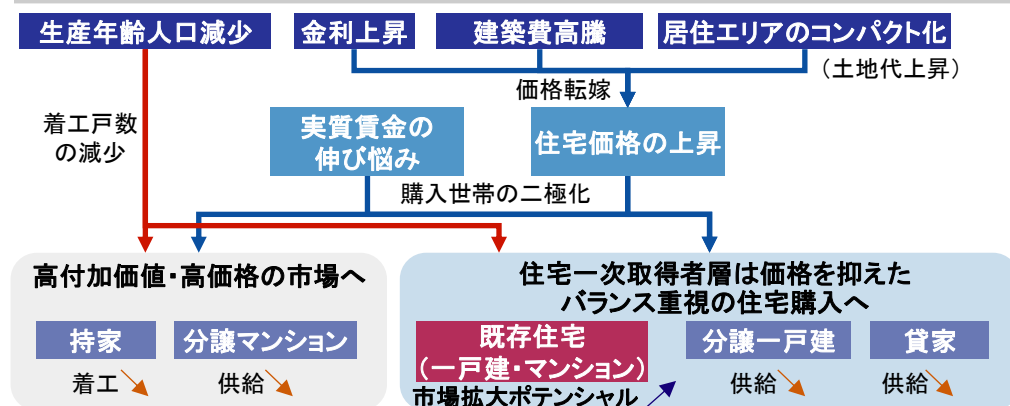 生産年齢人口減少
金利上昇
建築費高騰
居住エリアのコンパクト化
(土地代上昇)
価格転嫁
着工戸数
の減少
実質賃金の
伸び悩み
住宅価格の上昇
購入世帯の二極化
高付加価値・高価格の市場へ
持家
分譲マンション
着工
供給
住宅一次取得者層は価格を抑えた
バランス重視の住宅購入へ
既存住宅
(一戸建・マンション)
市場拡大ポテンシャル
分譲一戸建
供給
貸家
供給